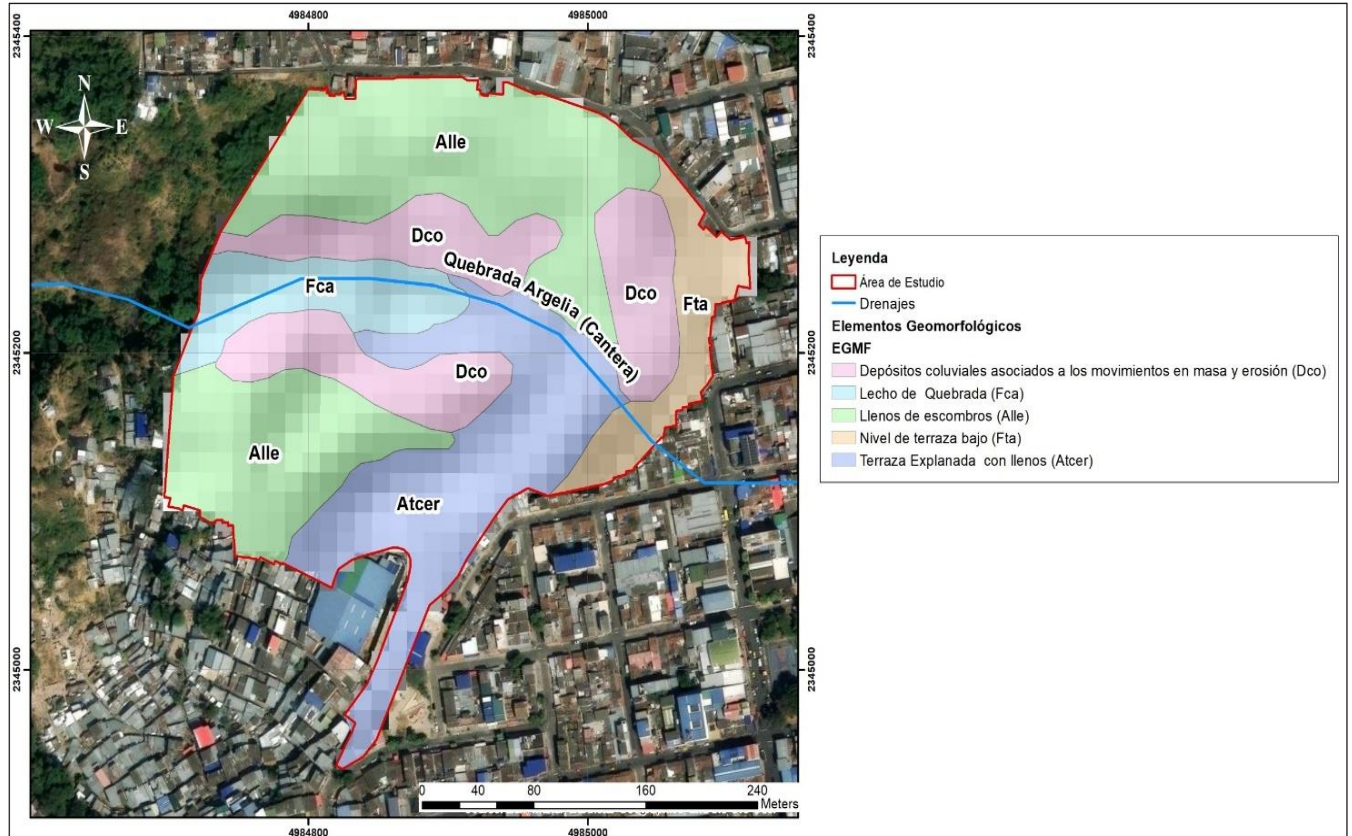 4984800
4985000
2345400
2345400
N
W
E
S
Alle
Dco
Quebrada Argelia (Cantera)
Fca
Dco
Fta
2345200
2345200
Dco
Alle
Atcer
2345000
2345000
0
40
80
160
240
Meters
4984800
4985000
Leyenda
Área de Estudio
Drenajes
Elementos Geomorfológicos
EGMF
Depósitos coluviales asociados a los movimientos en masa y erosión (Dco)
Lecho de Quebrada (Fca)
Llenos de escombros (Alle)
Nivel de terraza bajo (Fta)
Terraza Explanada con llenos (Atcer)